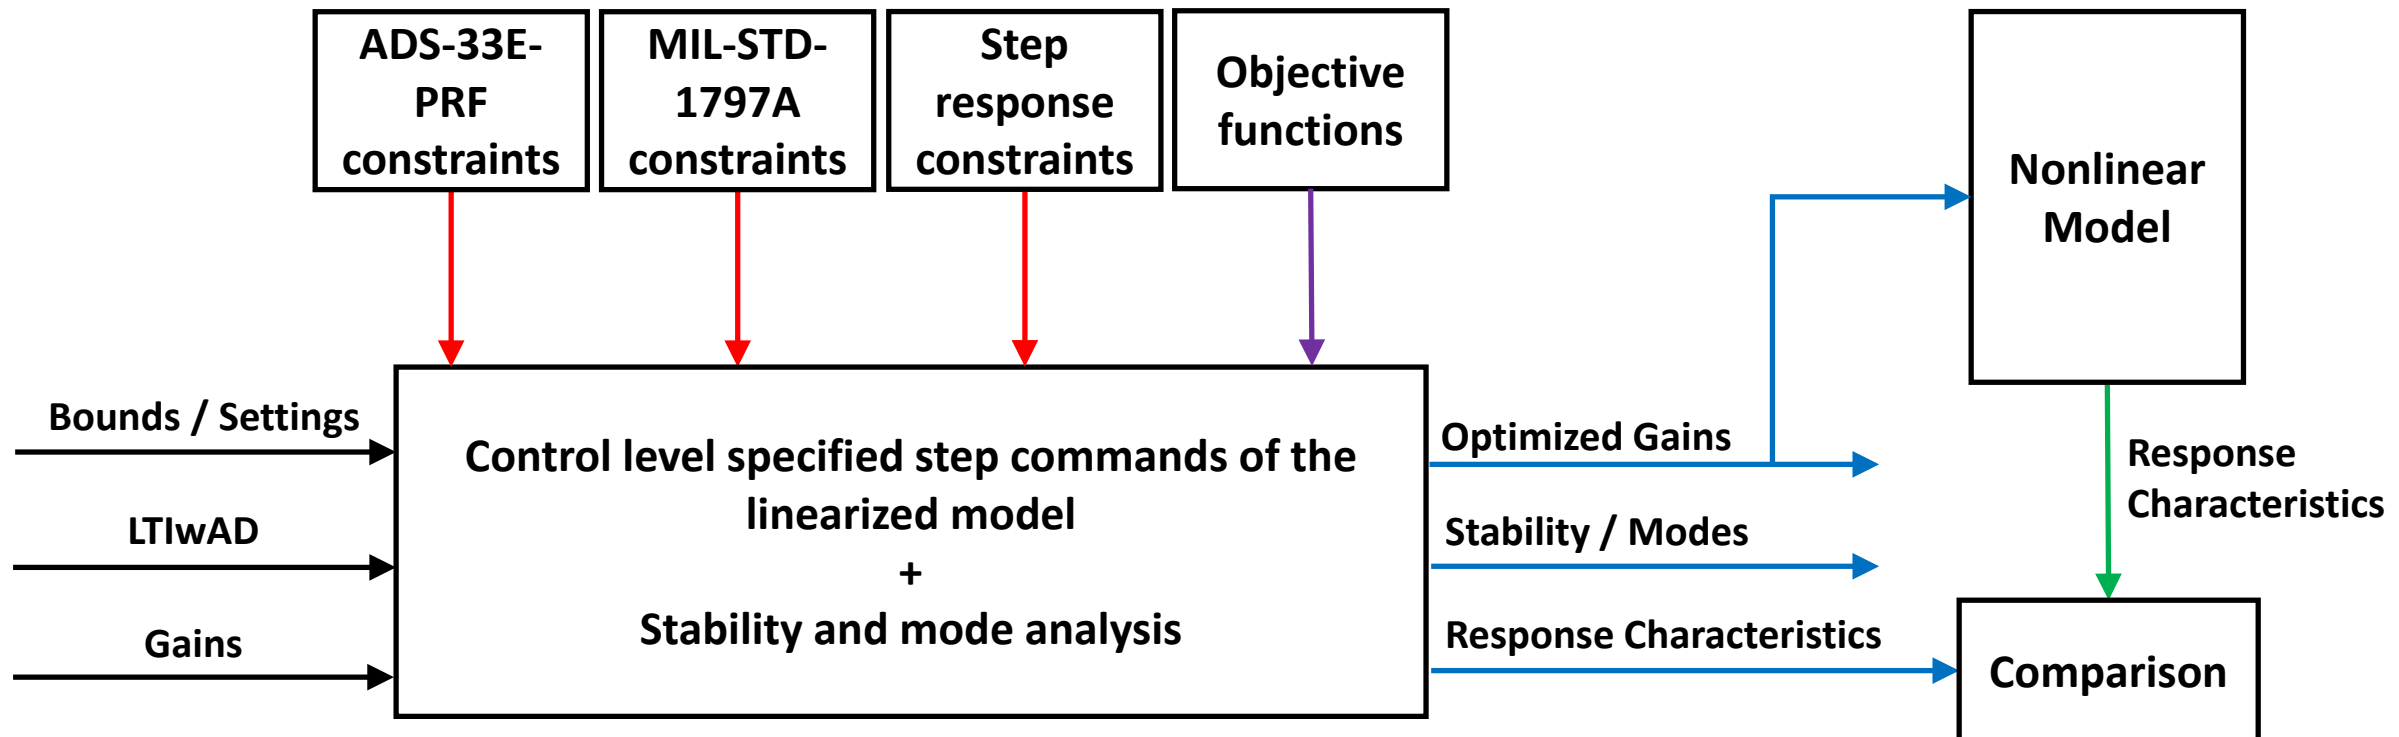 ADS-33E-
PRF
constraints
MIL-STD-
1797A
constraints
Step
response
constraints
Objective
functions
Nonlinear
Model
Bounds / Settings
LTIwAD
Gains
Control level specified step commands of the
linearized model
+
Stability and mode analysis
Optimized Gains
Stability / Modes
Response Characteristics
Response
Characteristics
Comparison